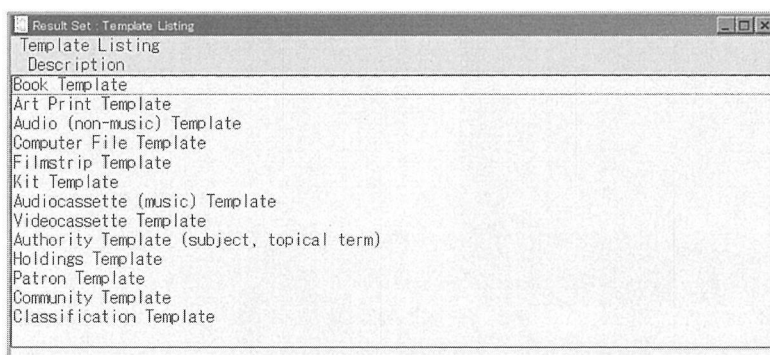 Result Set : Template Listing
Template Listing
Description
Book Template
Art Print Template
Audio (non-music) Template
Computer File Template
Filmstrip Template
Kit Template
Audiocassette (music) Template
Videocassette Template
Authority Template (subject, topical term)
Holdings Template
Patron Template
Community Template
Classification Template